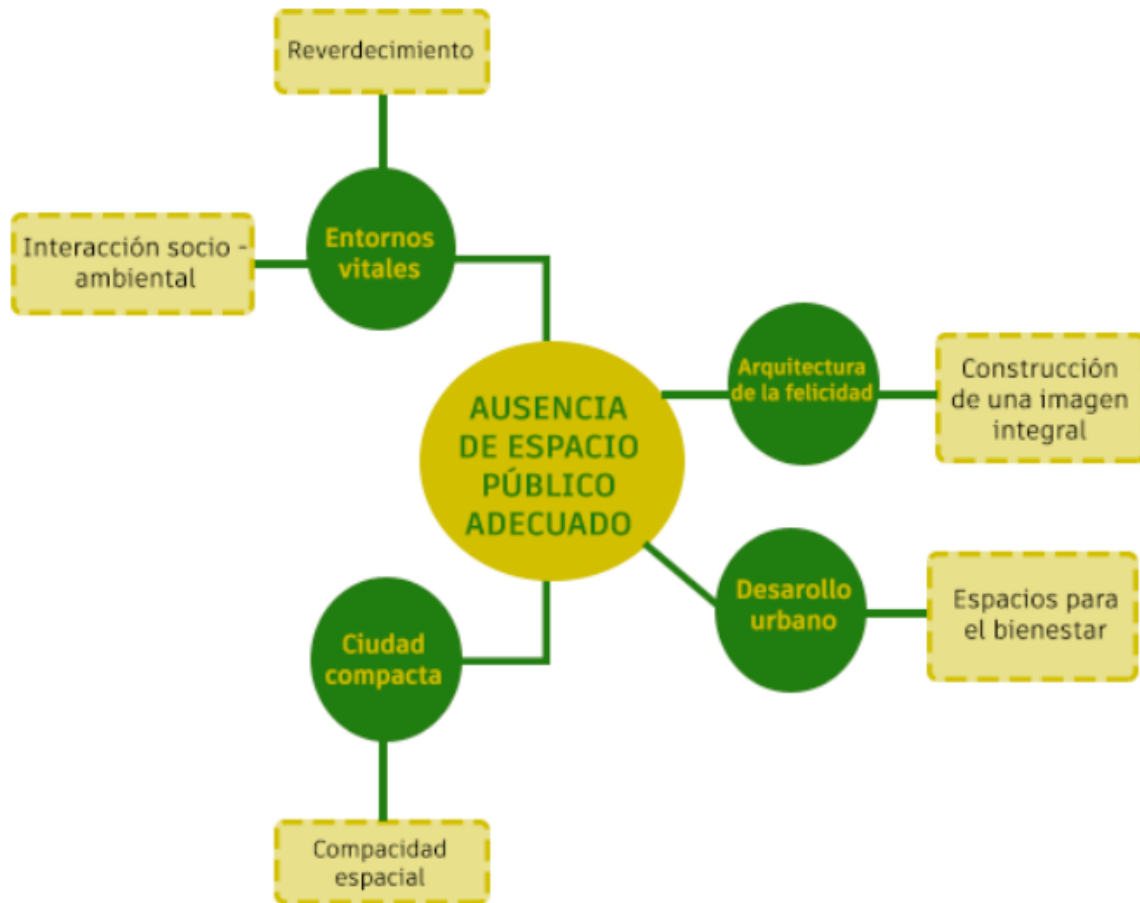 Reverdecimiento
Entornos
vitales
Interacción socio -
ambiental
Arquitectura
de la felicidad
Construcción
de una imagen
integral
AUSENCIA
DE ESPACIO
PÚBLICO
ADECUADO
Desarollo
urbano
Espacios para
el bienestar
Ciudad
compacta
Compacidad
espacial